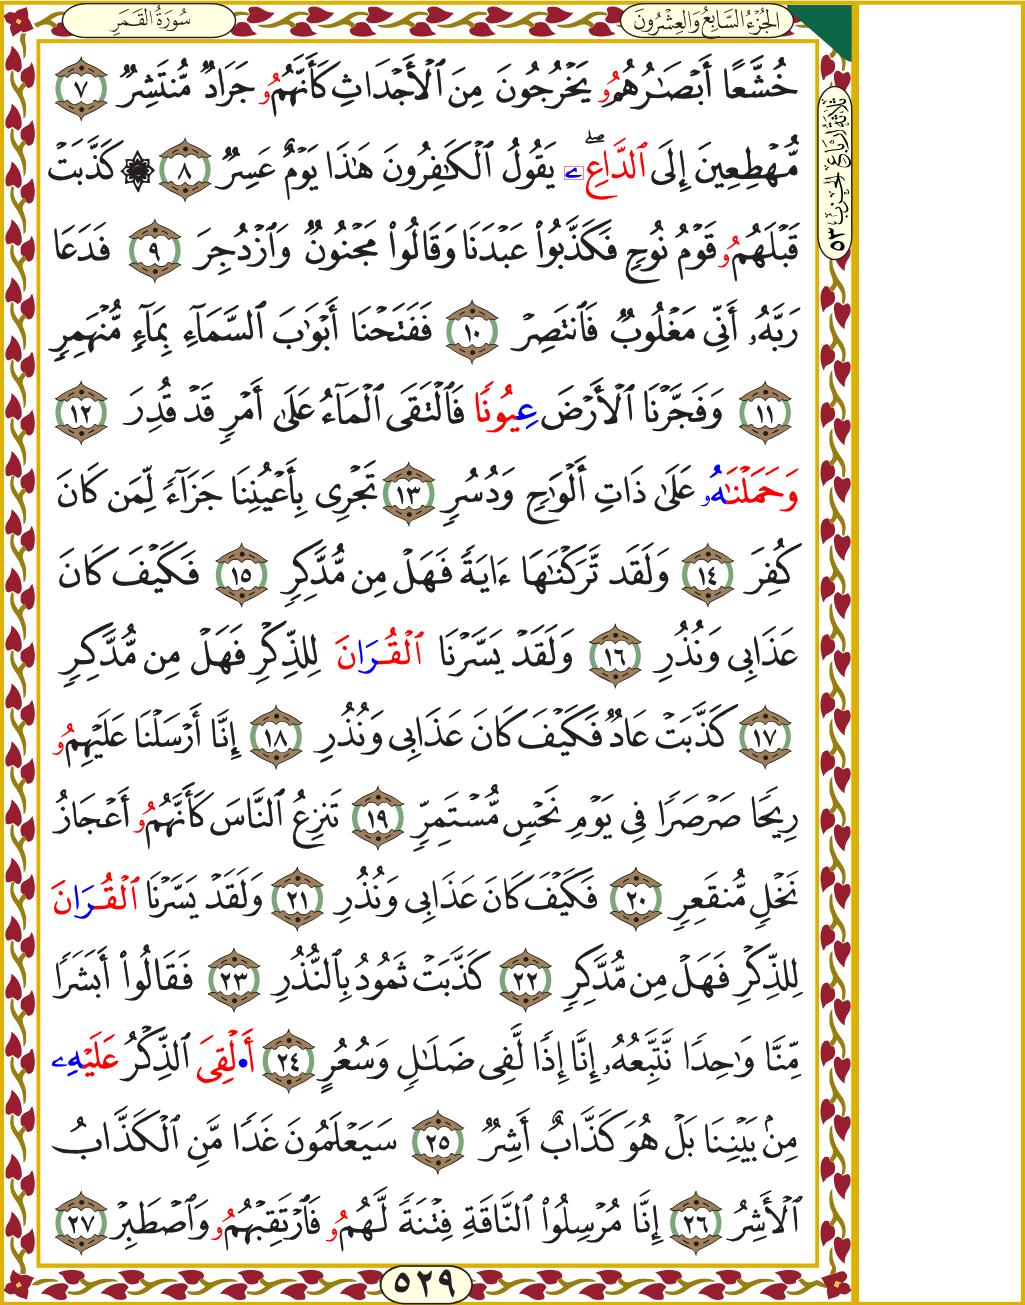 الجُزْءُ السَّابِعُ وَالعِشْرُونَ
سُورَةُ القَمَرِ
خُشَّعًا أَبْصَـٰرُهُمُۥ يَخْرُجُونَ مِنَ ٱلْأَجْدَاثِ كَأَنَّهُمُۥ جَرَادٌ مُّنتَشِرٌ ٧
مُّهْطِعِينَ إِلَى ٱلدَّاعِۦ ۖ يَقُولُ ٱلْكَـٰفِرُونَ هَـٰذَا يَوْمٌ عَسِرٌ ٨ ۞ كَذَّبَتْ
قَبْلَهُمُۥ قَوْمُ نُوحٍ فَكَذَّبُوا۟ عَبْدَنَا وَقَالُوا۟ مَجْنُونٌ وَٱزْدُجِرَ ٩ فَدَعَا
رَبَّهُۥ أَنِّى مَغْلُوبٌ فَٱنتَصِرْ ١٠ فَفَتَحْنَا أَبْوَٰبَ ٱلسَّمَآءِ بِمَآءٍ مُّنْهَمِرٍ
١١ وَفَجَّرْنَا ٱلْأَرْضَ عِيُونًا فَٱلْتَقَى ٱلْمَآءُ عَلَىٰ أَمْرٍ قَدْ قُدِرَ ١٢
وَحَمَلْنَـٰهُۥ عَلَىٰ ذَاتِ أَلْوَٰحٍ وَدُسُرٍ ١٣ تَجْرِى بِأَعْيُنِنَا جَزَآءً لِّمَن كَانَ
كُفِرَ ١٤ وَلَقَد تَّرَكْنَـٰهَا ءَايَةً فَهَلْ مِن مُّدَّكِرٍ ١٥ فَكَيْفَ كَانَ
عَذَابِى وَنُذُرِ ١٦ وَلَقَدْ يَسَّرْنَا ٱلْقُرَانَ لِلذِّكْرِ فَهَلْ مِن مُّدَّكِرٍ
١٧ كَذَّبَتْ عَادٌ فَكَيْفَ كَانَ عَذَابِى وَنُذُرِ ١٨ إِنَّا أَرْسَلْنَا عَلَيْهِمُۥ
رِيحًا صَرْصَرًا فِى يَوْمِ نَحْسٍ مُّسْتَمِرٍّ ١٩ تَنزِعُ ٱلنَّاسَ كَأَنَّهُمُۥ أَعْجَازُ
نَخْلٍ مُّنقَعِرٍ ٢٠ فَكَيْفَ كَانَ عَذَابِى وَنُذُرِ ٢١ وَلَقَدْ يَسَّرْنَا ٱلْقُرَانَ
لِلذِّكْرِ فَهَلْ مِن مُّدَّكِرٍ ٢٢ كَذَّبَتْ ثَمُودُ بِٱلنُّذُرِ ٢٣ فَقَالُوا۟ أَبَشَرًا
مِّنَّا وَٰحِدًا نَّتَّبِعُهُۥ إِنَّا إِذًا لَّفِى ضَلَـٰلٍ وَسُعُرٍ ٢٤ أَ۬لْقِىَ ٱلذِّكْرُ عَلَيْهِۦ
مِنۢ بَيْنِنَا بَلْ هُوَ كَذَّابٌ أَشِرٌ ٢٥ سَيَعْلَمُونَ غَدًا مَّنِ ٱلْكَذَّابُ
ٱلْأَشِرُ ٢٦ إِنَّا مُرْسِلُوا۟ ٱلنَّاقَةِ فِتْنَةً لَّهُمُۥ فَٱرْتَقِبْهُمُۥ وَٱصْطَبِرْ ٢٧
ثَلَاثَةُ أَرْبَاعِ الحِزْبِ ٥٣
٥٢٩